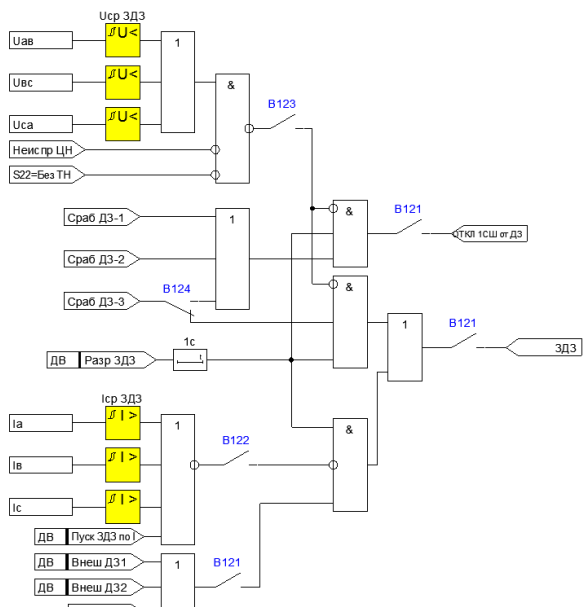 Uср ЗДЗ
Uав
U<
1
Uвс
U<
&
В123
Uса
U<
Неиспр ЦН
S22=Без ТН
Сраб ДЗ-1
1
&
В121
ОТКЛ 1СШ от ДЗ
Сраб ДЗ-2
В124
Сраб ДЗ-3
&
1с
1
В121
ЗДЗ
ДВ Разр ЗДЗ
t
Iср ЗДЗ
Iа
I >
1
&
В122
Iв
I >
Iс
I >
ДВ Пуск ЗДЗ по I
ДВ Внеш ДЗ1
1
В121
ДВ Внеш ДЗ2